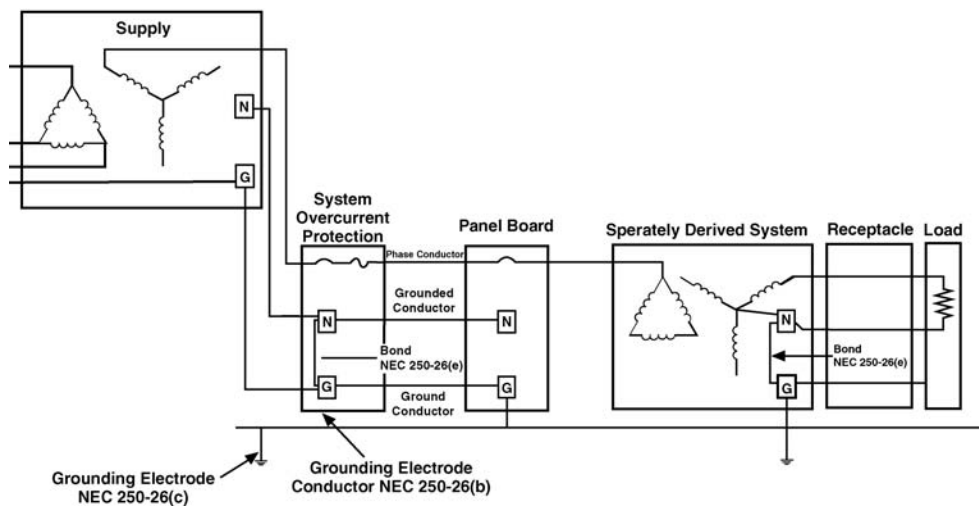 Supply
N
G
System
Overcurrent
Protection
Panel Board
Sperately Derived System
Receptacle
Load
Phase Conductor
Grounded
Conductor
N
N
N
Bond
NEC 250-26(e)
Bond
NEC 250-26(e)
G
G
G
Ground
Conductor
Grounding Electrode
NEC 250-26(c)
Grounding Electrode
Conductor NEC 250-26(b)